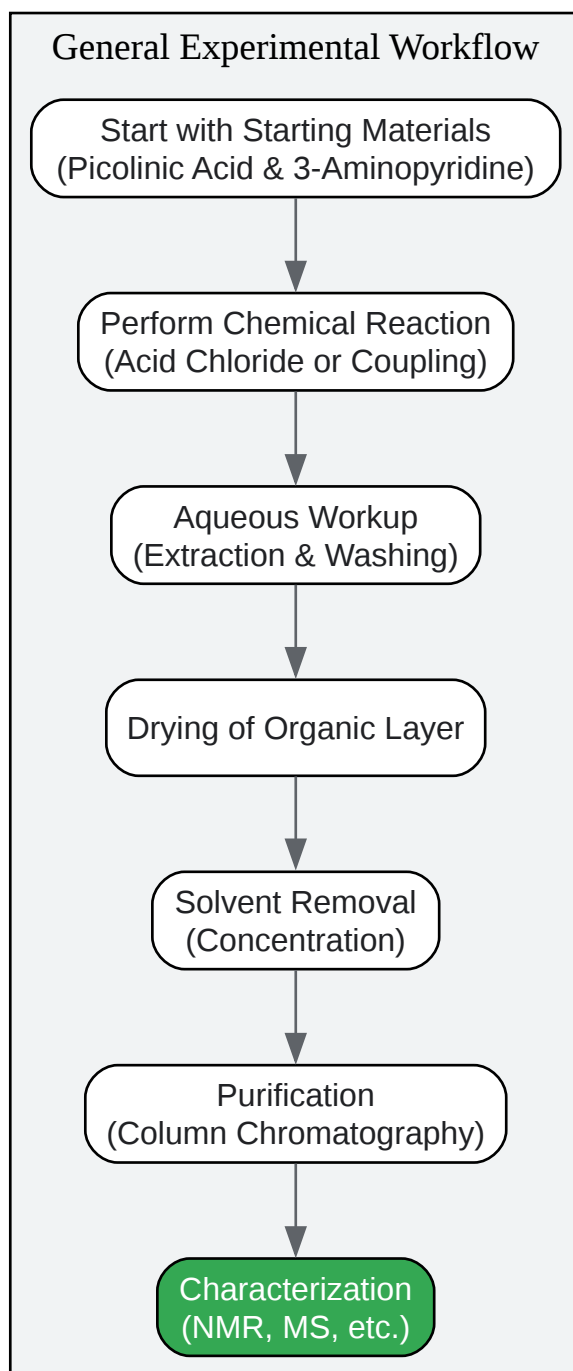 General Experimental Workflow
Start with Starting Materials
(Picolinic Acid & 3-Aminopyridine)
Perform Chemical Reaction
(Acid Chloride or Coupling)
Aqueous Workup
(Extraction & Washing)
Drying of Organic Layer
Solvent Removal
(Concentration)
Purification
(Column Chromatography)
Characterization
(NMR, MS, etc.)